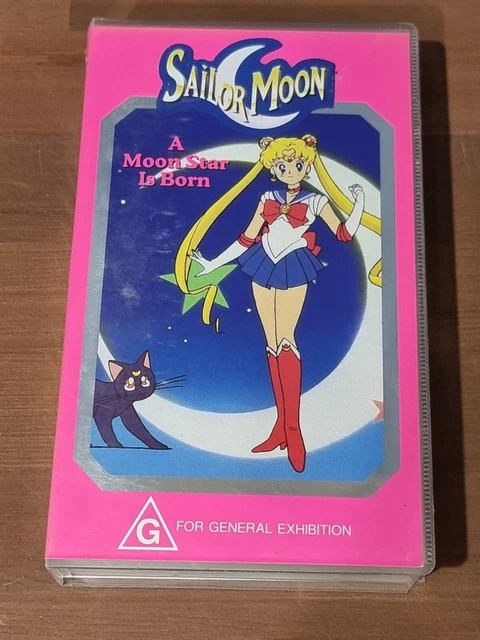 SAILOR MOON
A
Moon Star
Is Born
G
FOR GENERAL EXHIBITION